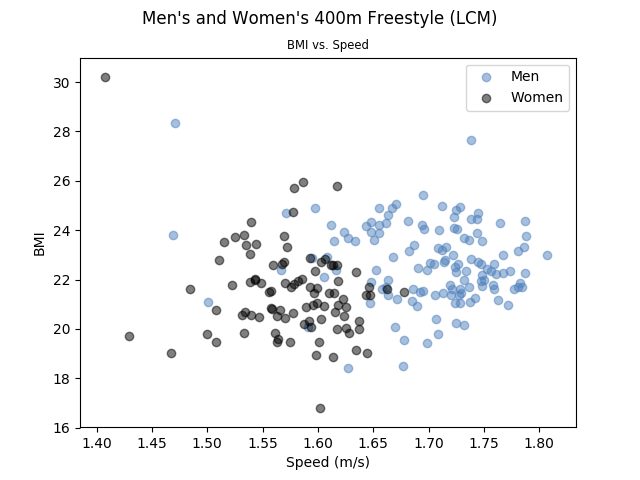 Men's and Women's 400m Freestyle (LCM)
BMI vs. Speed
Men
Women
BMI
30
28
26
24
22
20
18
16
1.40 1.45 1.50 1.55 1.60 1.65 1.70 1.75 1.80
Speed (m/s)